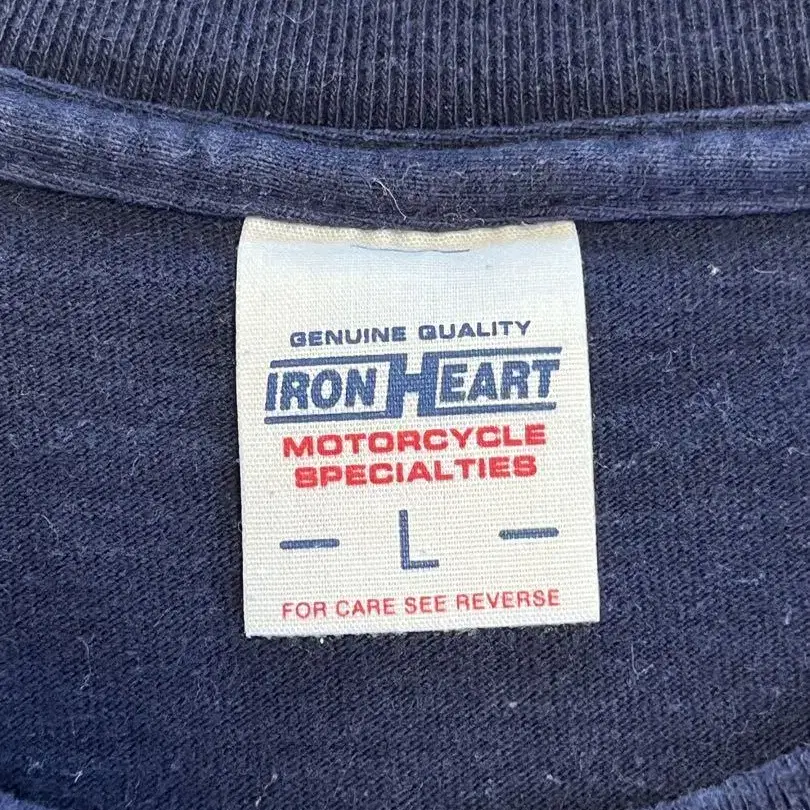 GENUINE QUALITY
IRON HEART
MOTORCYCLE
SPECIALTIES
- L -
FOR CARE SEE REVERSE